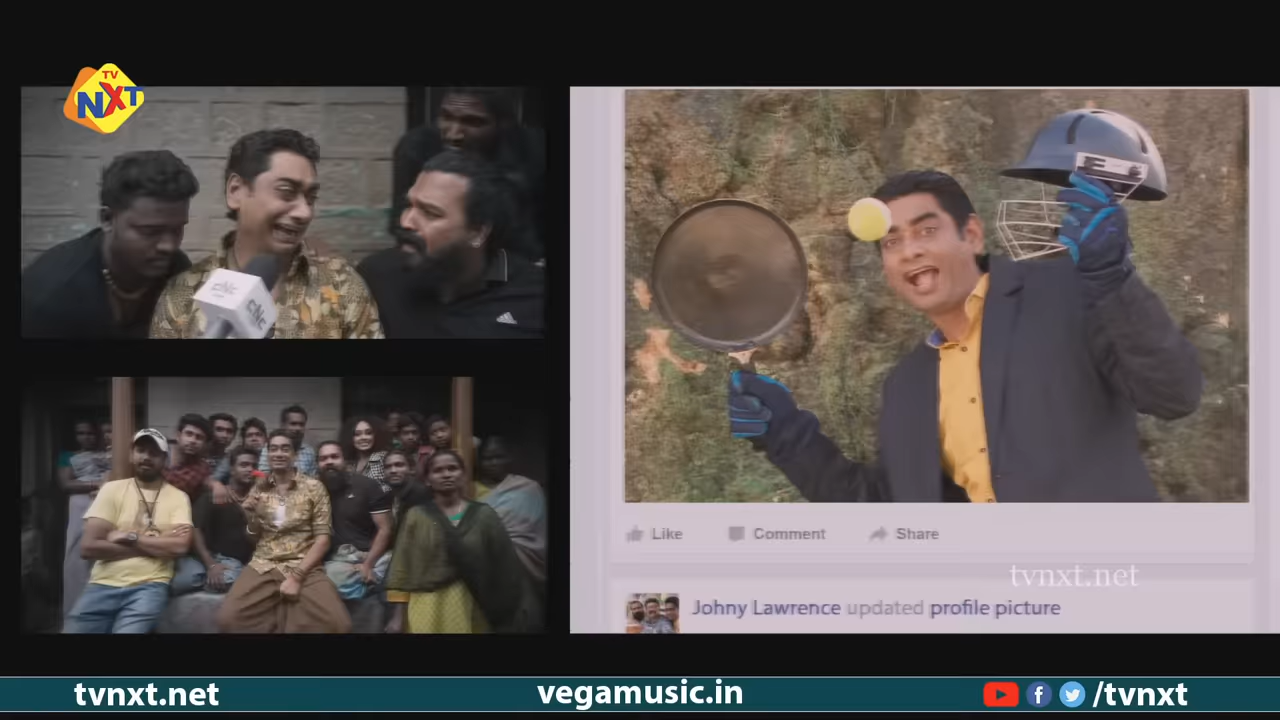 TV
NXT
CNC
CNC
Like
Comment
Share
tvnxt.net
Johny Lawrence updated profile picture
tvnxt.net
vegamusic.in
/tvnxt